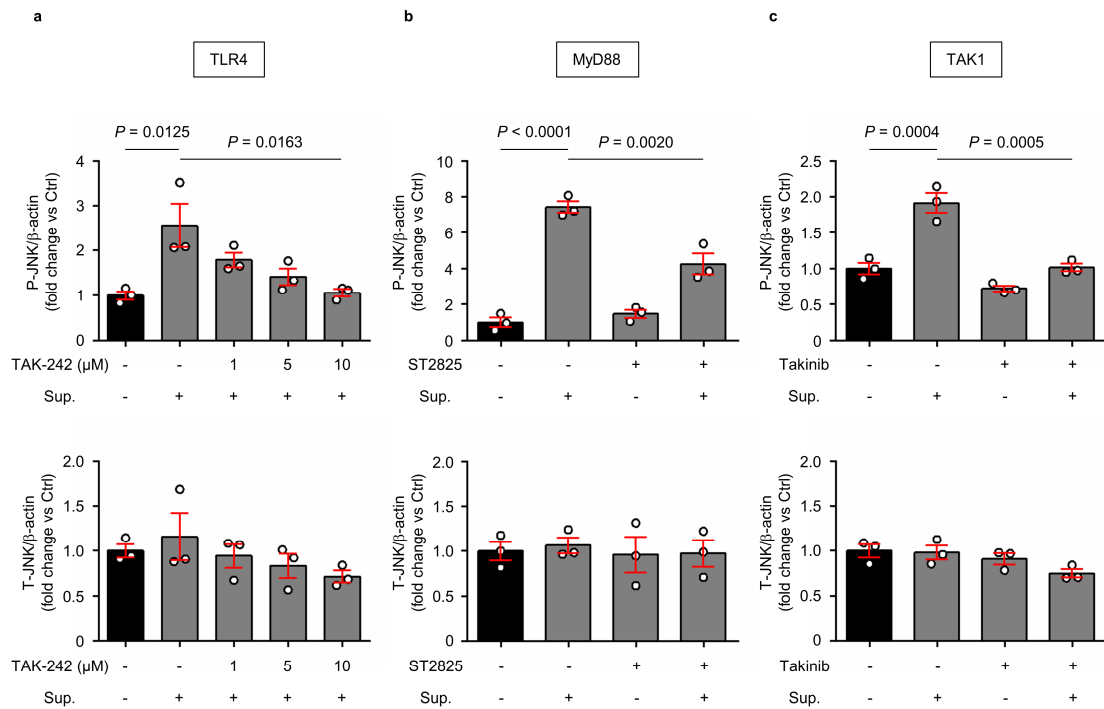 a
b
c
TLR4
MyD88
TAK1
P = 0.0125
P = 0.0163
P-JNK/β-actin
(fold change vs Ctrl)
4
3
2
1
0
TAK-242 (μM) - - 1 5 10
Sup. - + + + +
P < 0.0001
P = 0.0020
P-JNK/β-actin
(fold change vs Ctrl)
10
8
6
4
2
0
ST2825 - - + +
Sup. - + - +
P = 0.0004
P = 0.0005
P-JNK/β-actin
(fold change vs Ctrl)
2.5
2.0
1.5
1.0
0.5
0
Takinib - - + +
Sup. - + - +
T-JNK/β-actin
(fold change vs Ctrl)
2.0
1.5
1.0
0.5
0
TAK-242 (μM) - - 1 5 10
Sup. - + + + +
T-JNK/β-actin
(fold change vs Ctrl)
2.0
1.5
1.0
0.5
0
ST2825 - - + +
Sup. - + - +
T-JNK/β-actin
(fold change vs Ctrl)
2.0
1.5
1.0
0.5
0
Takinib - - + +
Sup. - + - +